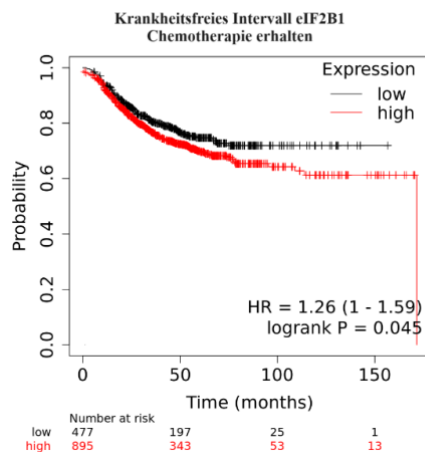 Krankheitsfreies Intervall eIF2B1
Chemotherapie erhalten
Expression
low
high
Probability
1.0
0.8
0.6
0.4
0.2
0.0
HR = 1.26 (1 - 1.59)
logrank P = 0.045
0 50 100 150
Time (months)
Number at risk
low 477 197 25 1
high 895 343 53 13